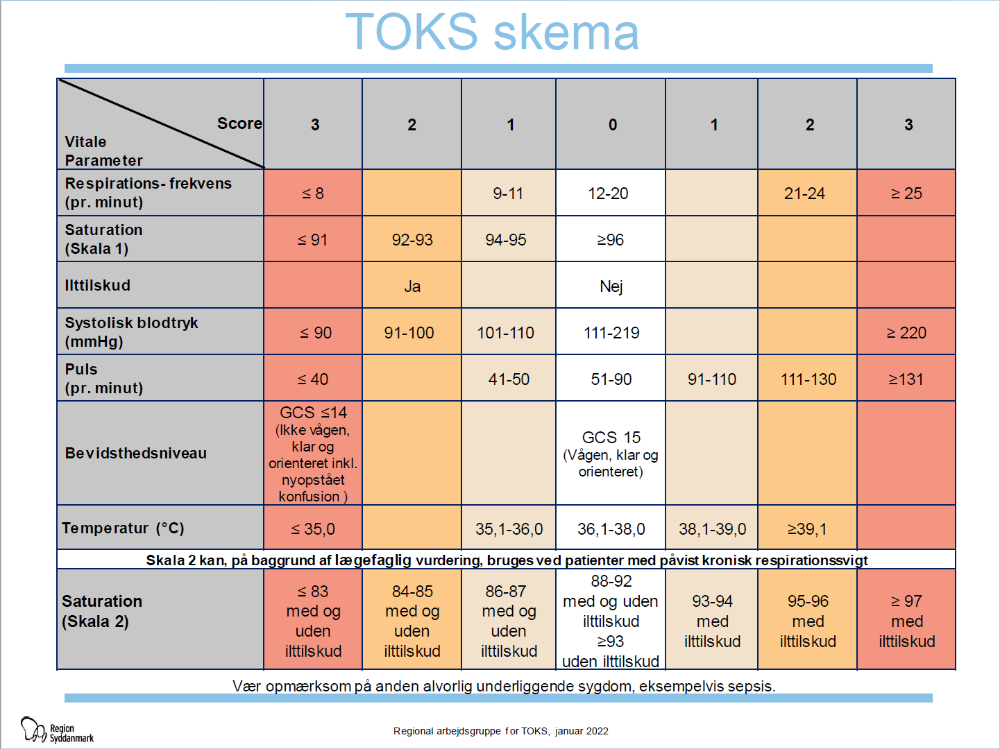 TOKS skema
Score
Vitale
Parameter
3
2
1
0
1
2
3
Respirations- frekvens
(pr. minut)
≤ 8
9-11
12-20
21-24
≥ 25
Saturation
(Skala 1)
≤ 91
92-93
94-95
≥96
Ilttilskud
Ja
Nej
Systolisk blodtryk
(mmHg)
≤ 90
91-100
101-110
111-219
≥ 220
Puls
(pr. minut)
≤ 40
41-50
51-90
91-110
111-130
≥131
Bevidsthedsniveau
GCS ≤14
(Ikke vågen,
klar og
orienteret inkl.
nyopstået
konfusion )
GCS 15
(Vågen, klar og
orienteret)
Temperatur (°C)
≤ 35,0
35,1-36,0
36,1-38,0
38,1-39,0
≥39,1
Skala 2 kan, på baggrund af lægefaglig vurdering, bruges ved patienter med påvist kronisk respirationssvigt
Saturation
(Skala 2)
≤ 83
med og
uden
ilttilskud
84-85
med og
uden
ilttilskud
86-87
med og
uden
ilttilskud
88-92
med og uden
ilttilskud
≥93
uden ilttilskud
93-94
med
ilttilskud
95-96
med
ilttilskud
≥ 97
med
ilttilskud
Vær opmærksom på anden alvorlig underliggende sygdom, eksempelvis sepsis.
Region
Syddanmark
Regional arbejdsgruppe for TOKS, januar 2022